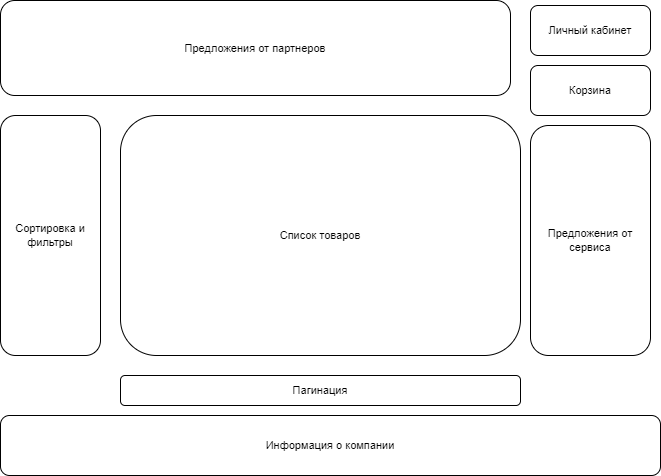 Предложения от партнеров
Личный кабинет
Корзина
Сортировка и
фильтры
Список товаров
Предложения от
сервиса
Пагинация
Информация о компании